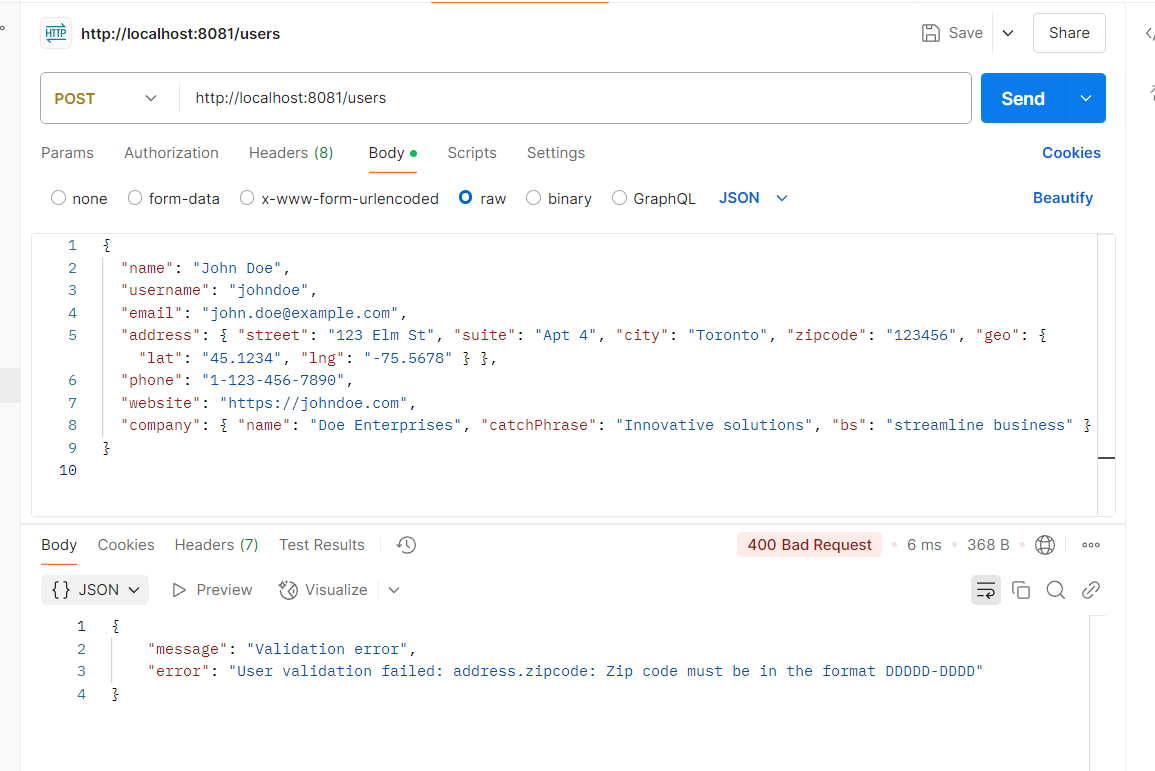 HTTP http://localhost:8081/users Save Share
POST http://localhost:8081/users Send
Params Authorization Headers (8) Body Scripts Settings Cookies
none form-data x-www-form-urlencoded raw binary GraphQL JSON Beautify
1 {
2 "name": "John Doe",
3 "username": "johndoe",
4 "email": "john.doe@example.com",
5 "address": { "street": "123 Elm St", "suite": "Apt 4", "city": "Toronto", "zipcode": "123456", "geo": {
"lat": "45.1234", "lng": "-75.5678" } },
6 "phone": "1-123-456-7890",
7 "website": "https://johndoe.com",
8 "company": { "name": "Doe Enterprises", "catchPhrase": "Innovative solutions", "bs": "streamline business" }
9 }
10
Body Cookies Headers (7) Test Results 400 Bad Request 6 ms 368 B
{} JSON Preview Visualize
1 {
2 "message": "Validation error",
3 "error": "User validation failed: address.zipcode: Zip code must be in the format DDDDD-DDDD"
4 }